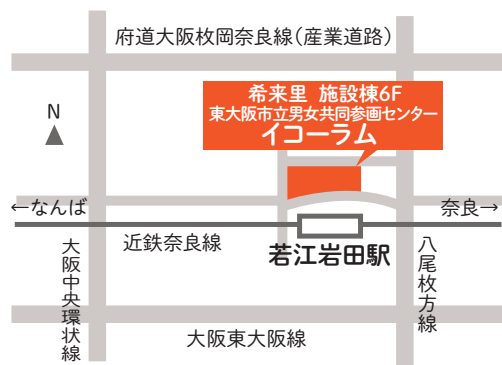 府道大阪枚岡奈良線(産業道路)
希来里 施設棟6F
東大阪市立男女共同参画センター
イコーラム
N
←なんば
奈良→
近鉄奈良線
若江岩田駅
大阪中央環状線
八尾枚方線
大阪東大阪線